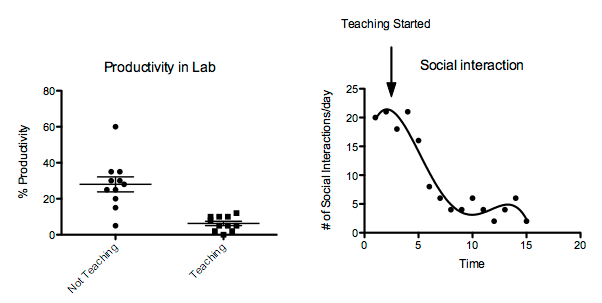 Teaching Started
Productivity in Lab
80
60
40
20
0
% Productivity
Not Teaching
Teaching
Social interaction
25
20
15
10
5
0
# of Social Interactions/day
0 5 10 15 20
Time